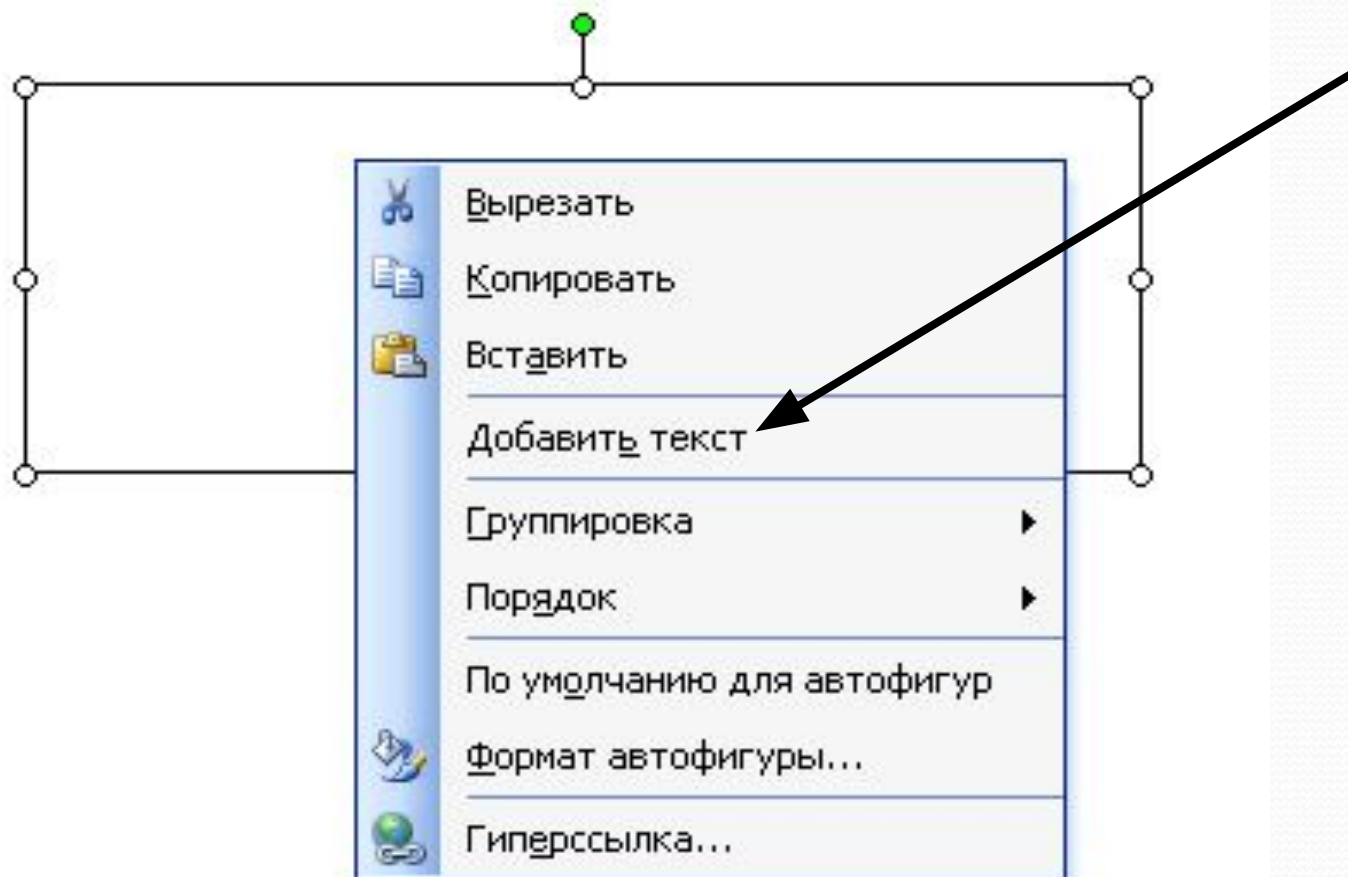 Вырезать
Копировать
Вставить
Добавить текст
Группировка
Порядок
По умолчанию для автофигур
Формат автофигуры...
Гиперссылка...